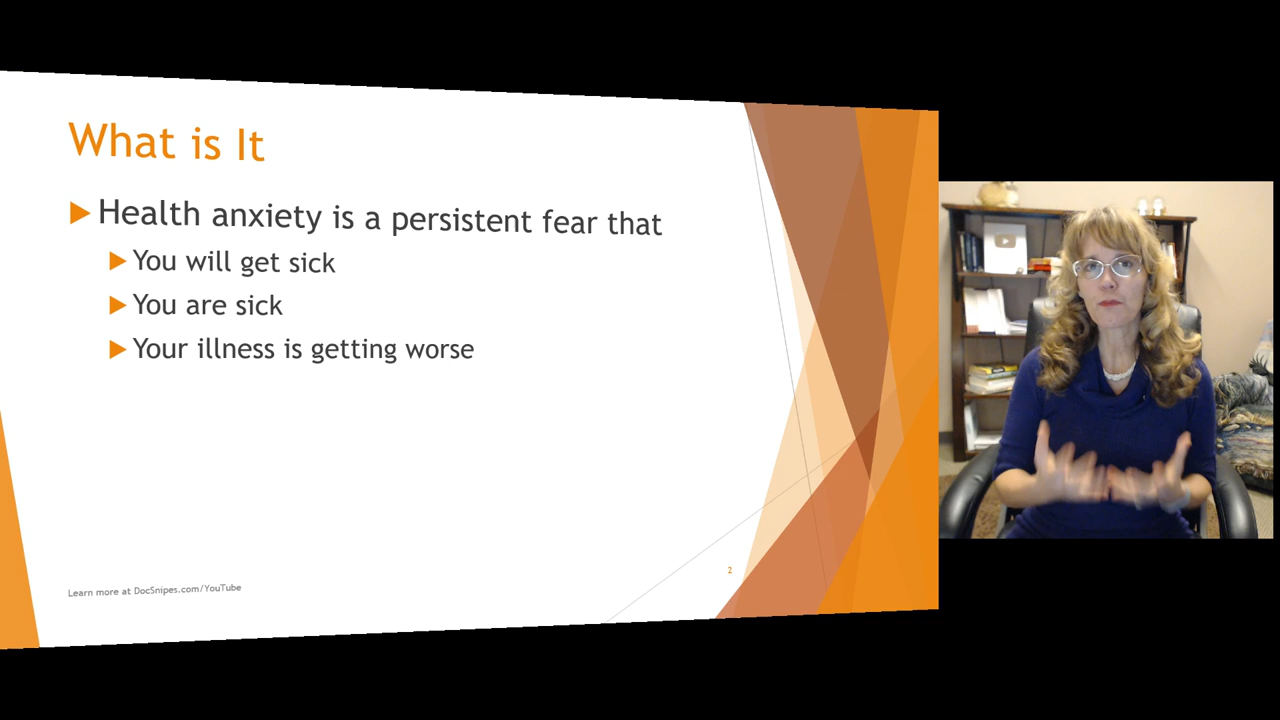 What is It
Health anxiety is a persistent fear that
You will get sick
You are sick
Your illness is getting worse
2
Learn more at DocSnipes.com/YouTube